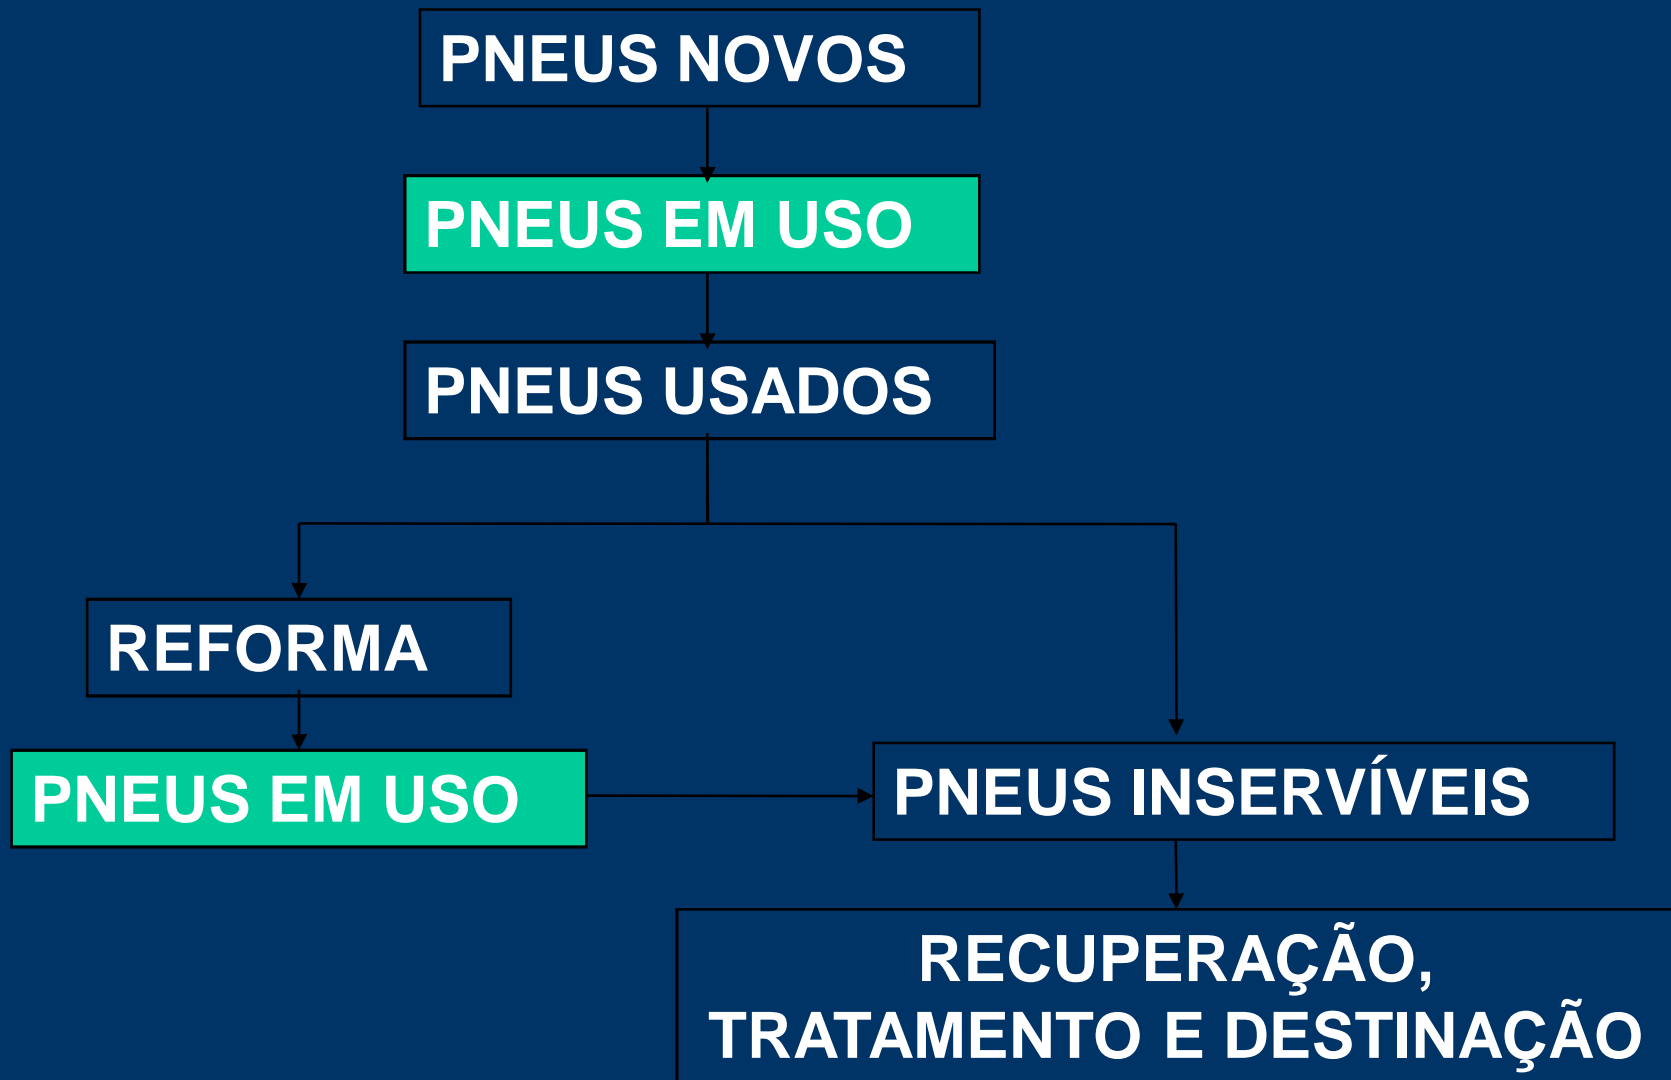 PNEUS NOVOS
PNEUS EM USO
PNEUS USADOS
REFORMA
PNEUS EM USO
PNEUS INSERVÍVEIS
RECUPERAÇÃO,
TRATAMENTO E DESTINAÇÃO